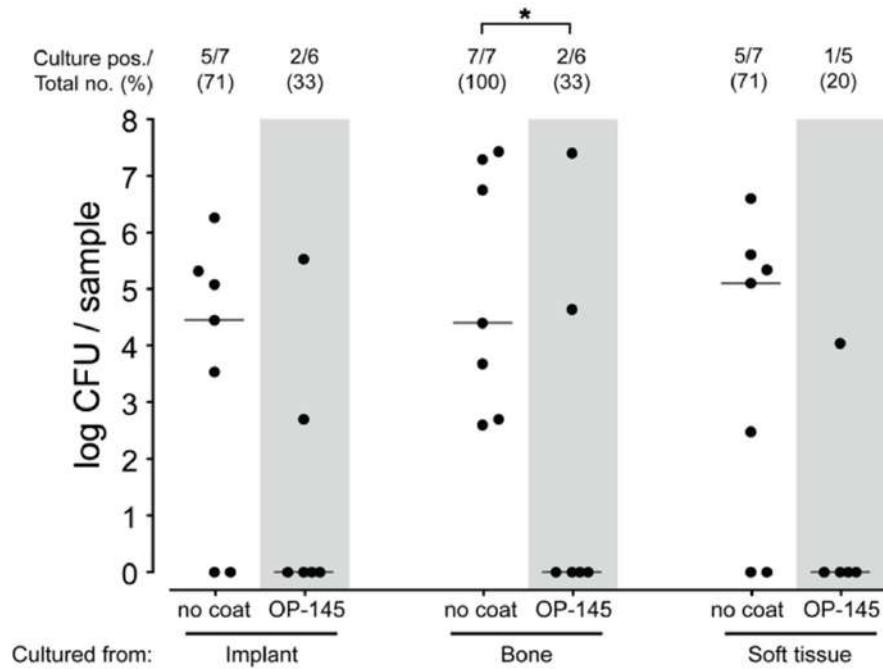 *
Culture pos./ 5/7 2/6 7/7 2/6 5/7 1/5
Total no. (%) (71) (33) (100) (33) (71) (20)
log CFU / sample
8
7
6
5
4
3
2
1
0
no coat OP-145 no coat OP-145 no coat OP-145
Cultured from: Implant Bone Soft tissue